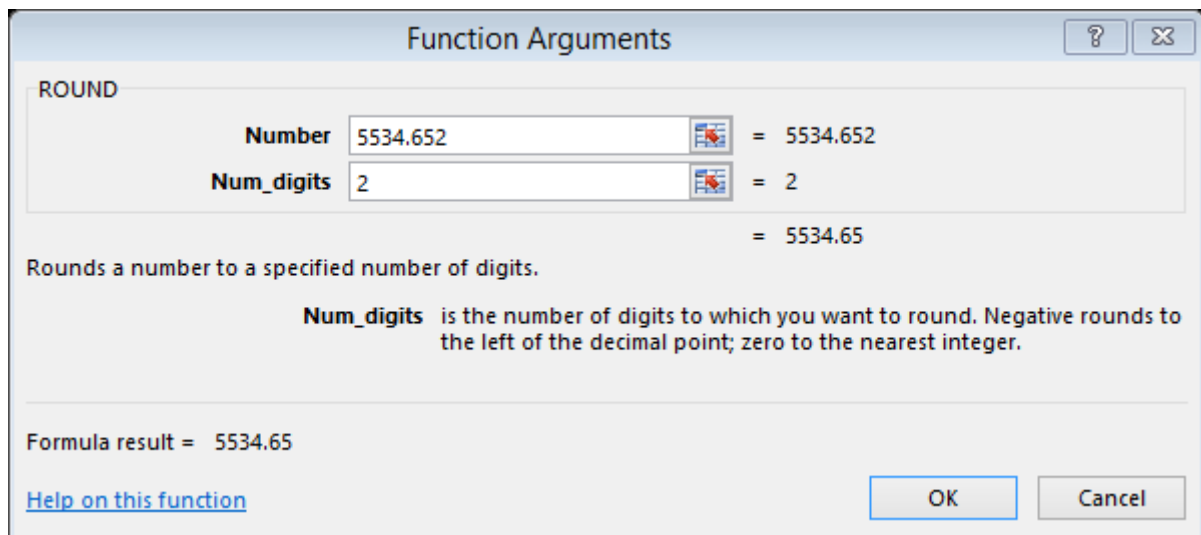 Function Arguments
?
ROUND
Number 5534.652 = 5534.652
Num_digits 2 = 2
= 5534.65
Rounds a number to a specified number of digits.
Num_digits is the number of digits to which you want to round. Negative rounds to
the left of the decimal point; zero to the nearest integer.
Formula result = 5534.65
Help on this function OK Cancel